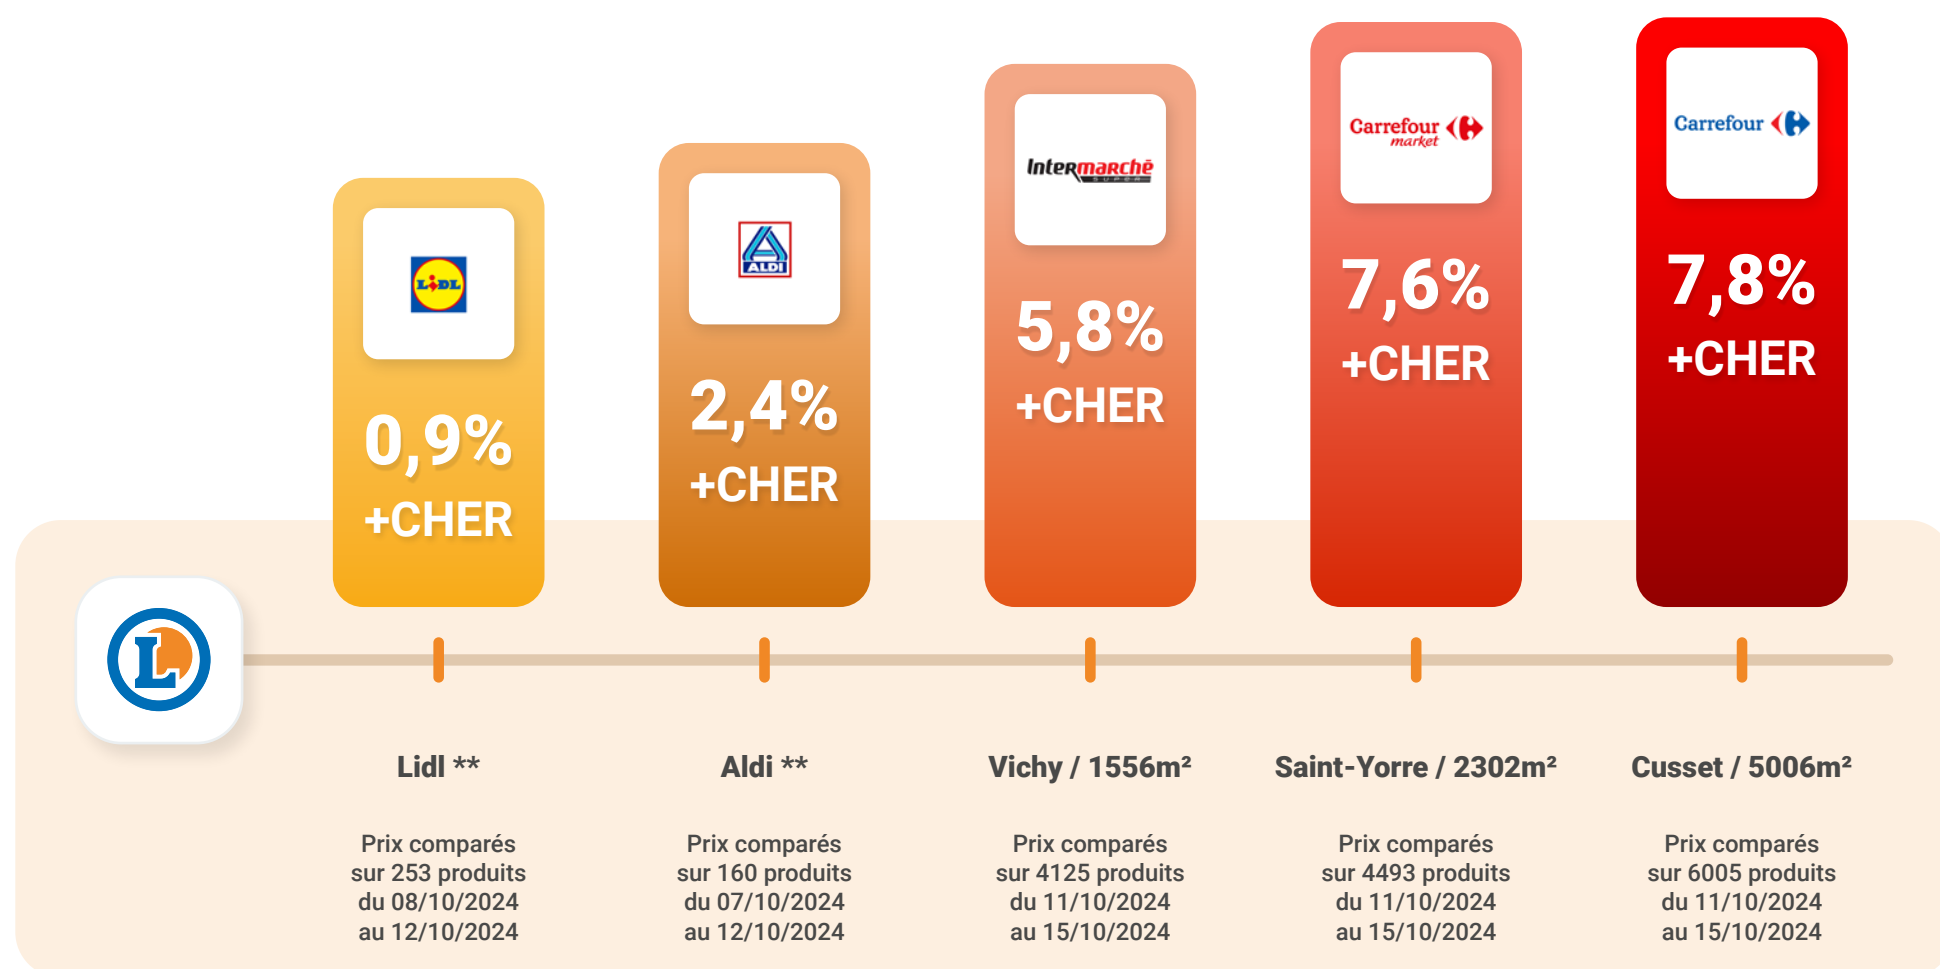 LIDL
0,9%
+CHER
ALDI
2,4%
+CHER
Intermarchē
SUPER
5,8%
+CHER
Carrefour
market
7,6%
+CHER
Carrefour
7,8%
+CHER
L
Lidl **
Prix comparés
sur 253 produits
du 08/10/2024
au 12/10/2024
Aldi **
Prix comparés
sur 160 produits
du 07/10/2024
au 12/10/2024
Vichy / 1556m²
Prix comparés
sur 4125 produits
du 11/10/2024
au 15/10/2024
Saint-Yorre / 2302m²
Prix comparés
sur 4493 produits
du 11/10/2024
au 15/10/2024
Cusset / 5006m²
Prix comparés
sur 6005 produits
du 11/10/2024
au 15/10/2024